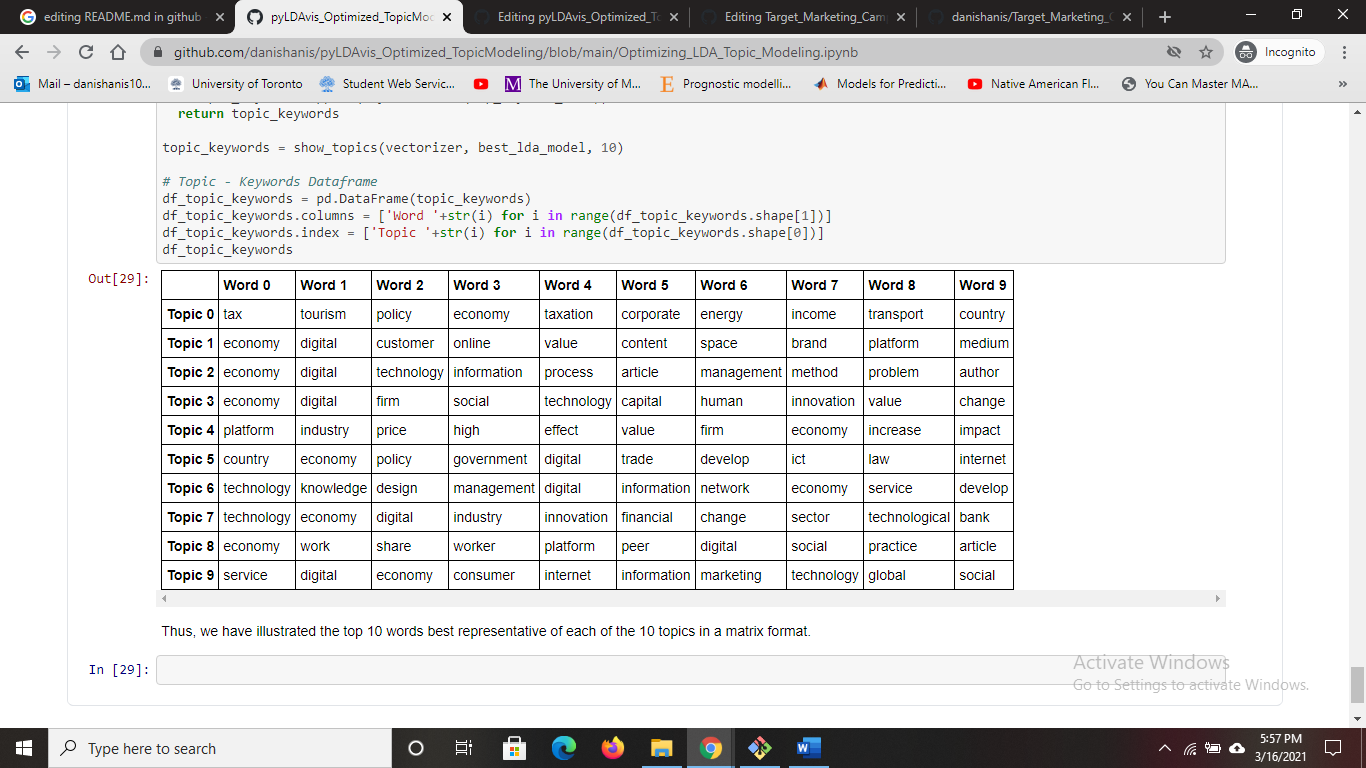 editing README.md in github
pyLDAvis_Optimized_TopicMod
Editing pyLDAvis_Optimized_To
Editing Target_Marketing_Cam
danishanis/Target_Marketing_C
github.com/danishanis/pyLDAvis_Optimized_TopicModeling/blob/main/Optimizing_LDA_Topic_Modeling.ipynb
Incognito
Mail – danishanis10... University of Toronto Student Web Servic... M The University of M... E Prognostic modelli... Models for Predicti... Native American Fl... You Can Master MA... »
return topic_keywords
topic_keywords = show_topics(vectorizer, best_lda_model, 10)
# Topic - Keywords Dataframe
df_topic_keywords = pd.DataFrame(topic_keywords)
df_topic_keywords.columns = ['Word '+str(i) for i in range(df_topic_keywords.shape[1])]
df_topic_keywords.index = ['Topic '+str(i) for i in range(df_topic_keywords.shape[0])]
df_topic_keywords
Out[29]:
Word 0 Word 1 Word 2 Word 3 Word 4 Word 5 Word 6 Word 7 Word 8 Word 9
Topic 0 tax tourism policy economy taxation corporate energy income transport country
Topic 1 economy digital customer online value content space brand platform medium
Topic 2 economy digital technology information process article management method problem author
Topic 3 economy digital firm social technology capital human innovation value change
Topic 4 platform industry price high effect value firm economy increase impact
Topic 5 country economy policy government digital trade develop ict law internet
Topic 6 technology knowledge design management digital information network economy service develop
Topic 7 technology economy digital industry innovation financial change sector technological bank
Topic 8 economy work share worker platform peer digital social practice article
Topic 9 service digital economy consumer internet information marketing technology global social
Thus, we have illustrated the top 10 words best representative of each of the 10 topics in a matrix format.
In [29]:
Activate Windows
Go to Settings to activate Windows.
Type here to search
5:57 PM
3/16/2021